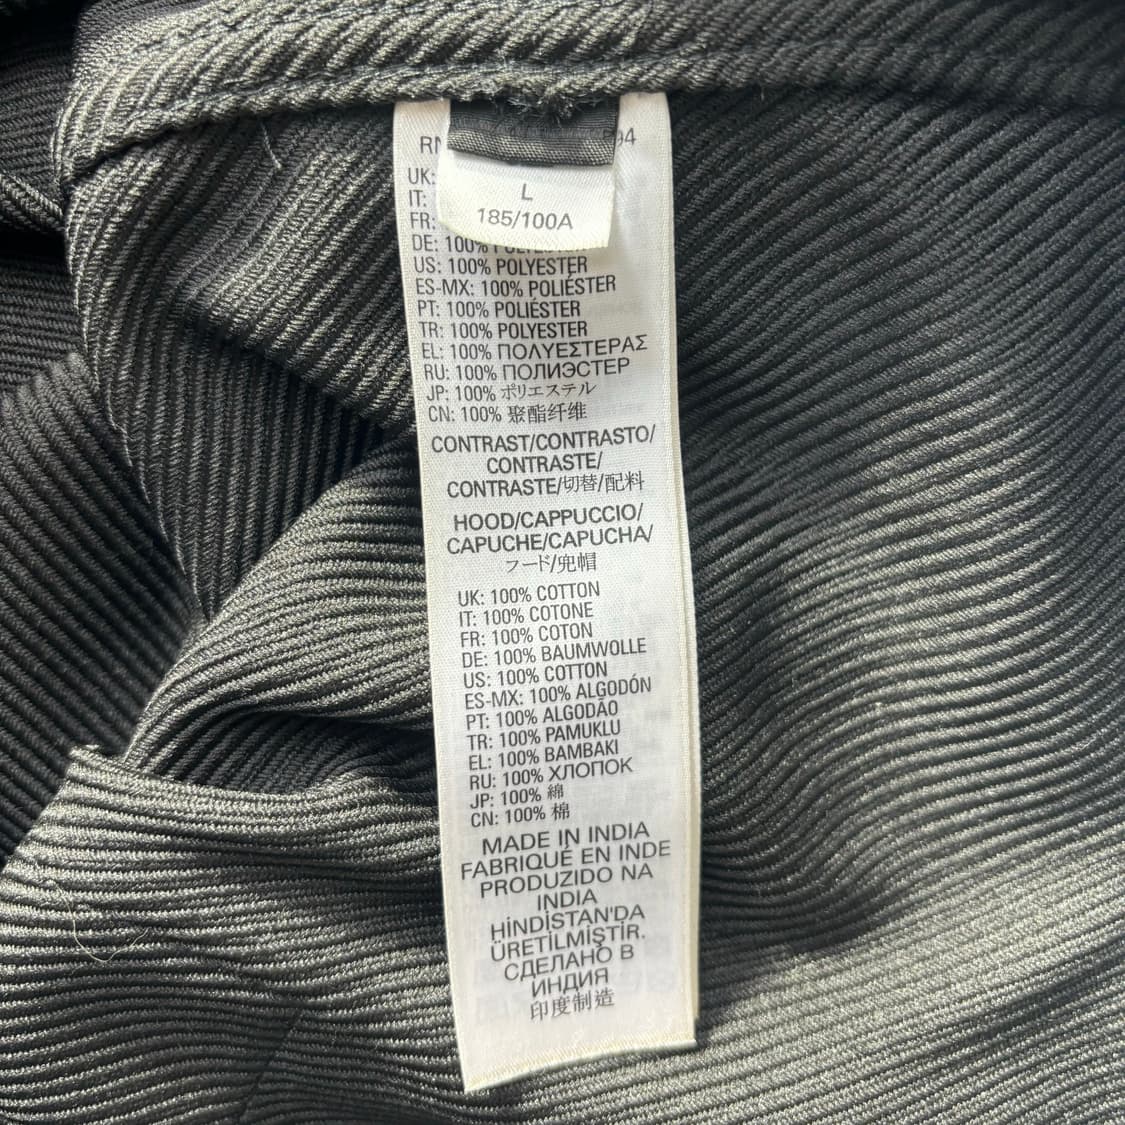 RN 94
L
185/100A
UK:
IT:
FR:
DE: 100% POLYESTER
US: 100% POLYESTER
ES-MX: 100% POLIÉSTER
PT: 100% POLIÉSTER
TR: 100% POLYESTER
EL: 100% ΠΟΛΥΕΣΤΕΡΑΣ
RU: 100% ПОЛИЭСТЕР
JP: 100% ポリエステル
CN: 100% 聚酯纤维
CONTRAST/CONTRASTO/
CONTRASTE/
CONTRASTE/切替/配料
HOOD/CAPPUCCIO/
CAPUCHE/CAPUCHA/
フード/兜帽
UK: 100% COTTON
IT: 100% COTONE
FR: 100% COTON
DE: 100% BAUMWOLLE
US: 100% COTTON
ES-MX: 100% ALGODÓN
PT: 100% ALGODÃO
TR: 100% PAMUKLU
EL: 100% BAMBAKI
RU: 100% ХЛОПОК
JP: 100% 綿
CN: 100% 棉
MADE IN INDIA
FABRIQUÉ EN INDE
PRODUZIDO NA
INDIA
HİNDİSTAN'DA
ÜRETİLMİŞTİR.
СДЕЛАНО В
ИНДИЯ
印度制造